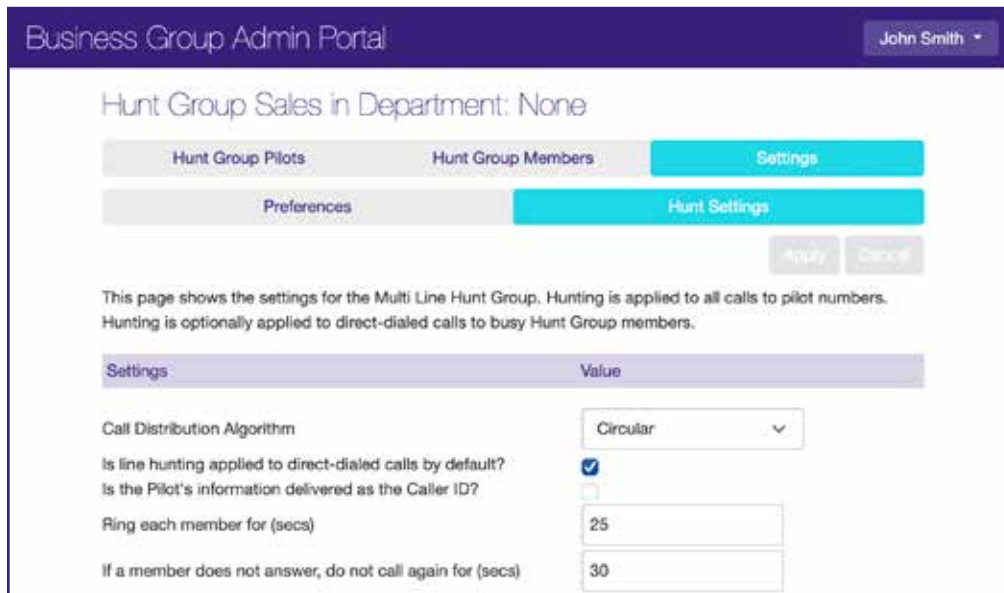 Business Group Admin Portal
John Smith
Hunt Group Sales in Department: None
Hunt Group Pilots Hunt Group Members Settings
Preferences Hunt Settings
Apply Cancel
This page shows the settings for the Multi Line Hunt Group. Hunting is applied to all calls to pilot numbers.
Hunting is optionally applied to direct-dialed calls to busy Hunt Group members.
Settings Value
Call Distribution Algorithm Circular
Is line hunting applied to direct-dialed calls by default?
Is the Pilot's information delivered as the Caller ID?
Ring each member for (secs) 25
If a member does not answer, do not call again for (secs) 30